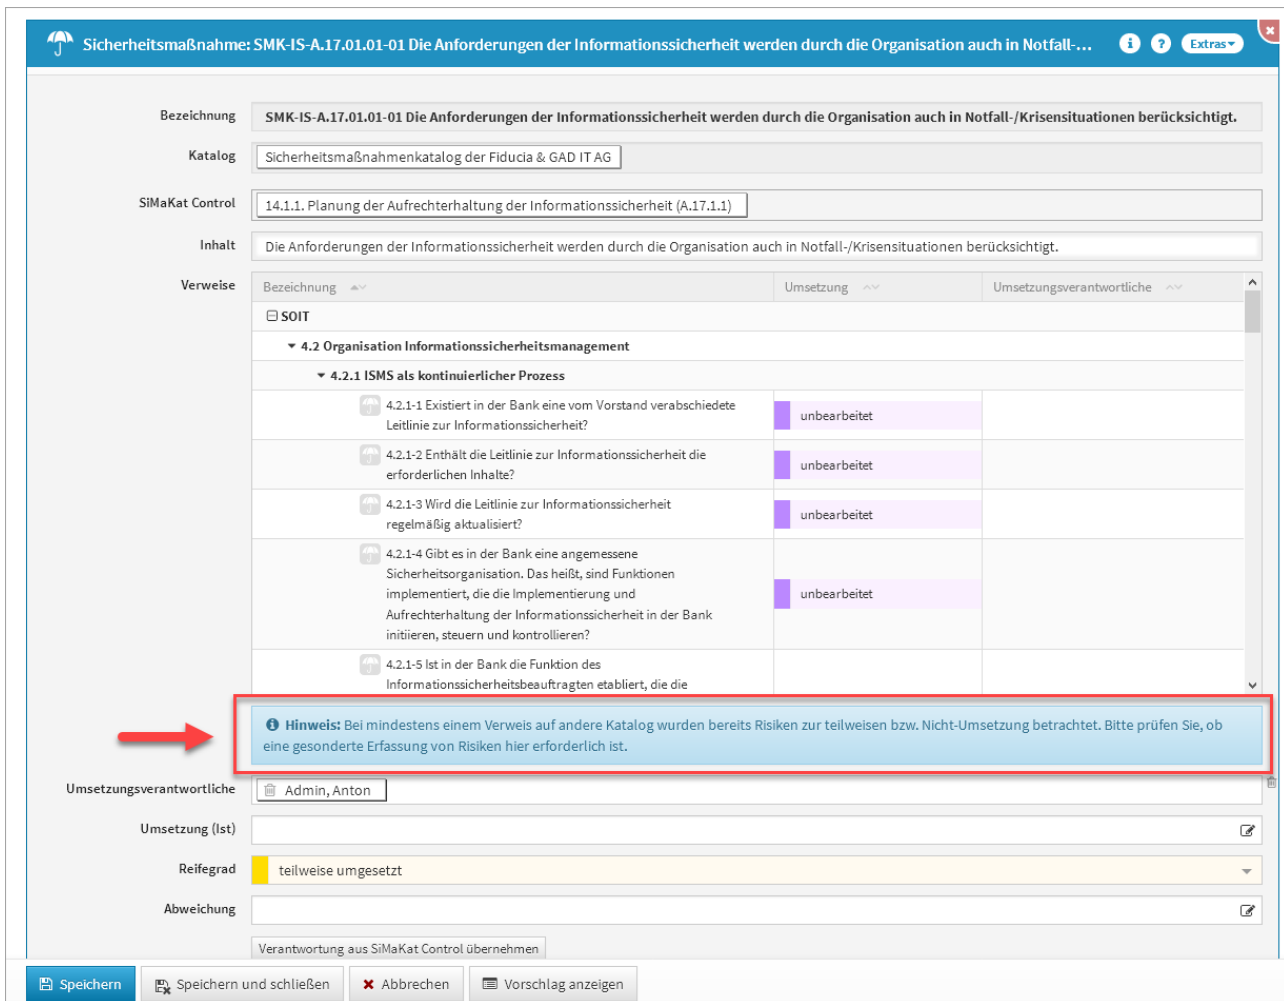 Sicherheitsmaßnahme: SMK-IS-A.17.01.01-01 Die Anforderungen der Informationssicherheit werden durch die Organisation auch in Notfall-...
Extras
Bezeichnung
SMK-IS-A.17.01.01-01 Die Anforderungen der Informationssicherheit werden durch die Organisation auch in Notfall-/Krisensituationen berücksichtigt.
Katalog
Sicherheitsmaßnahmenkatalog der Fiducia & GAD IT AG
SiMaKat Control
14.1.1. Planung der Aufrechterhaltung der Informationssicherheit (A.17.1.1)
Inhalt
Die Anforderungen der Informationssicherheit werden durch die Organisation auch in Notfall-/Krisensituationen berücksichtigt.
Verweise
Bezeichnung Umsetzung Umsetzungsverantwortliche
SOIT
4.2 Organisation Informationssicherheitsmanagement
4.2.1 ISMS als kontinuierlicher Prozess
4.2.1-1 Existiert in der Bank eine vom Vorstand verabschiedete
Leitlinie zur Informationssicherheit?
unbearbeitet
4.2.1-2 Enthält die Leitlinie zur Informationssicherheit die
erforderlichen Inhalte?
unbearbeitet
4.2.1-3 Wird die Leitlinie zur Informationssicherheit
regelmäßig aktualisiert?
unbearbeitet
4.2.1-4 Gibt es in der Bank eine angemessene
Sicherheitsorganisation. Das heißt, sind Funktionen
implementiert, die die Implementierung und
Aufrechterhaltung der Informationssicherheit in der Bank
initiieren, steuern und kontrollieren?
unbearbeitet
4.2.1-5 Ist in der Bank die Funktion des
Informationssicherheitsbeauftragten etabliert, die die
Hinweis: Bei mindestens einem Verweis auf andere Katalog wurden bereits Risiken zur teilweisen bzw. Nicht-Umsetzung betrachtet. Bitte prüfen Sie, ob
eine gesonderte Erfassung von Risiken hier erforderlich ist.
Umsetzungsverantwortliche
Admin, Anton
Umsetzung (Ist)
Reifegrad
teilweise umgesetzt
Abweichung
Verantwortung aus SiMaKat Control übernehmen
Speichern Speichern und schließen Abbrechen Vorschlag anzeigen